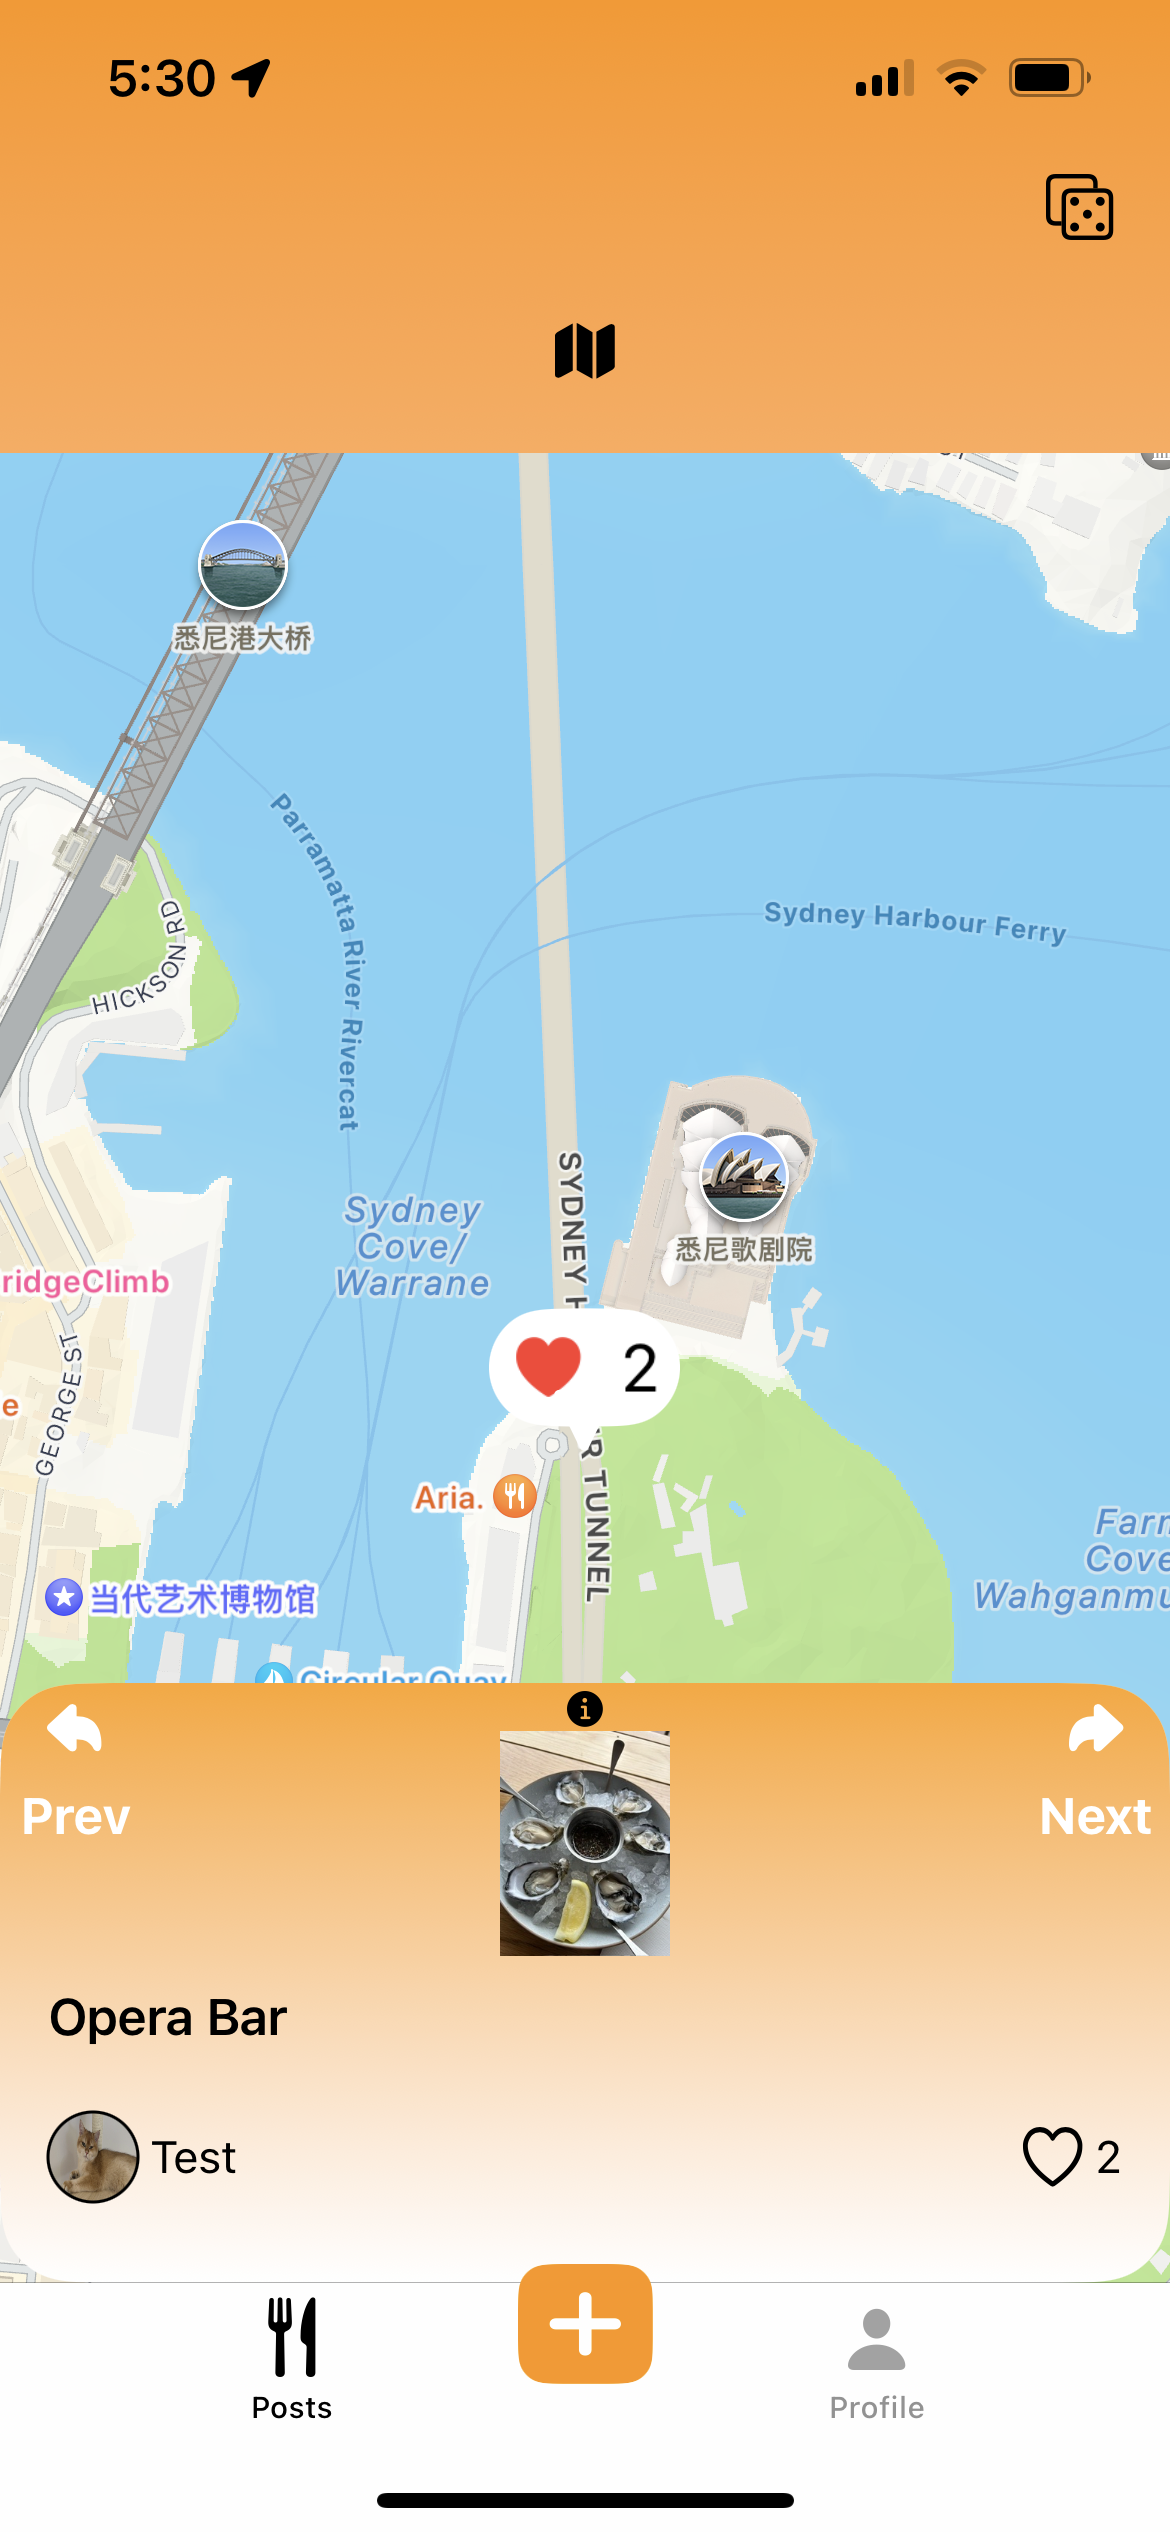 5:30
悉尼港大桥
Parramatta River Rivercat
Sydney Harbour Ferry
HICKSON RD
SYDNEY H
悉尼歌剧院
Sydney
Cove/
Warrane
ridgeClimb
2
GEORGE ST
e
R TUNNEL
Aria.
Farm
Cove
Wahganmu
当代艺术博物馆
Circular Quay
Prev
Next
Opera Bar
Test
2
Posts
Profile